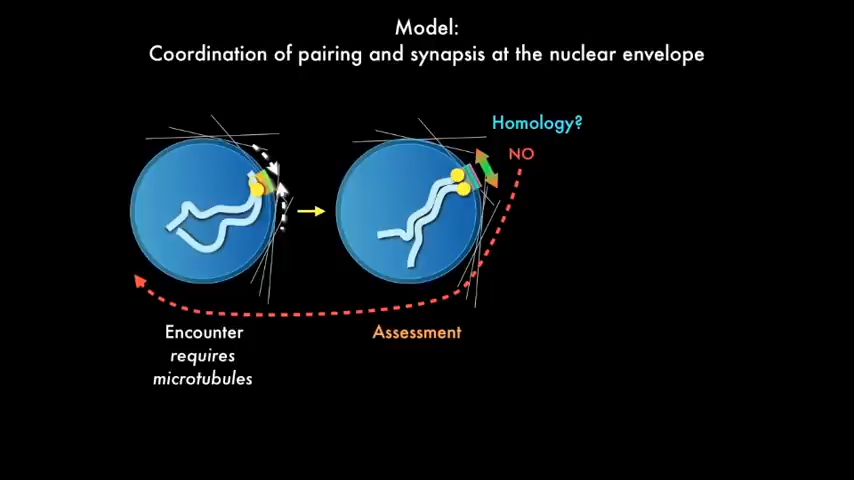 Model:
Coordination of pairing and synapsis at the nuclear envelope
Homology?
NO
Encounter
requires
microtubules
Assessment